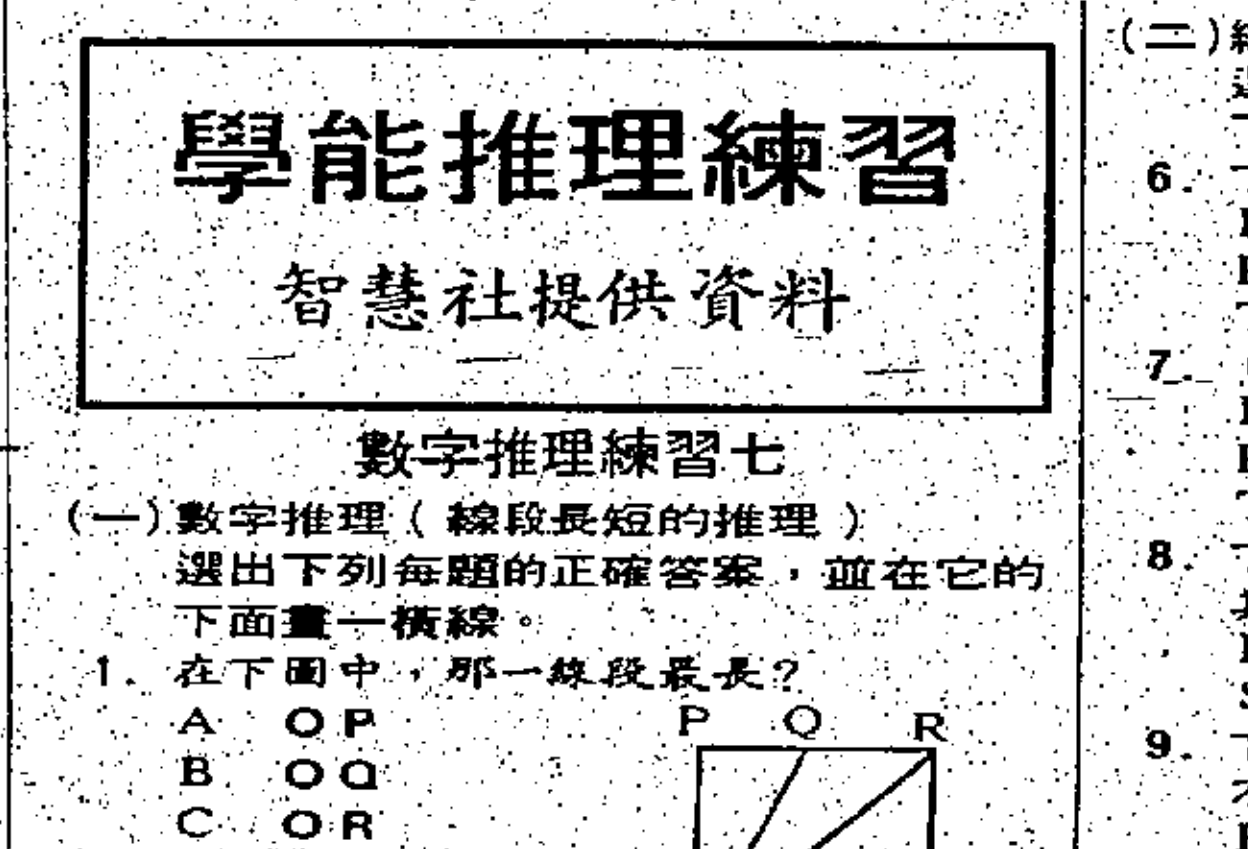 學能推理練習
智慧社提供資料
數字推理練習七
(一)數字推理(線段長短的推理)
選出下列每題的正確答案,並在它的
下面畫一橫線。
1. 在下圖中,那一線段最長?
A OP
B OQ
C OR
P Q R
(二)
6.
7.
8.
9.